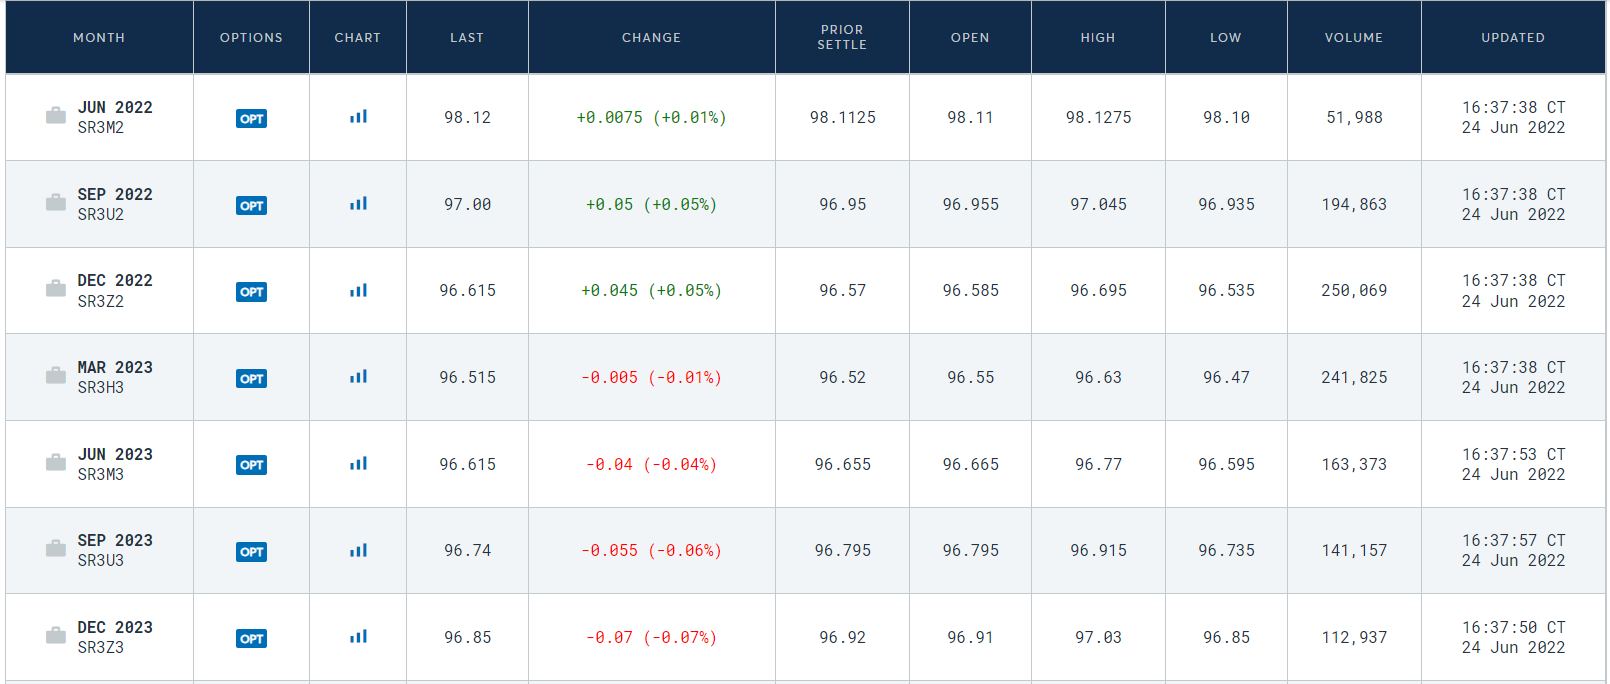 MONTH OPTIONS CHART LAST CHANGE PRIOR SETTLE OPEN HIGH LOW VOLUME UPDATED
JUN 2022 SR3M2 OPT 98.12 +0.0075 (+0.01%) 98.1125 98.11 98.1275 98.10 51,988 16:37:38 CT 24 Jun 2022
SEP 2022 SR3U2 OPT 97.00 +0.05 (+0.05%) 96.95 96.955 97.045 96.935 194,863 16:37:38 CT 24 Jun 2022
DEC 2022 SR3Z2 OPT 96.615 +0.045 (+0.05%) 96.57 96.585 96.695 96.535 250,069 16:37:38 CT 24 Jun 2022
MAR 2023 SR3H3 OPT 96.515 -0.005 (-0.01%) 96.52 96.55 96.63 96.47 241,825 16:37:38 CT 24 Jun 2022
JUN 2023 SR3M3 OPT 96.615 -0.04 (-0.04%) 96.655 96.665 96.77 96.595 163,373 16:37:53 CT 24 Jun 2022
SEP 2023 SR3U3 OPT 96.74 -0.055 (-0.06%) 96.795 96.795 96.915 96.735 141,157 16:37:57 CT 24 Jun 2022
DEC 2023 SR3Z3 OPT 96.85 -0.07 (-0.07%) 96.92 96.91 97.03 96.85 112,937 16:37:50 CT 24 Jun 2022